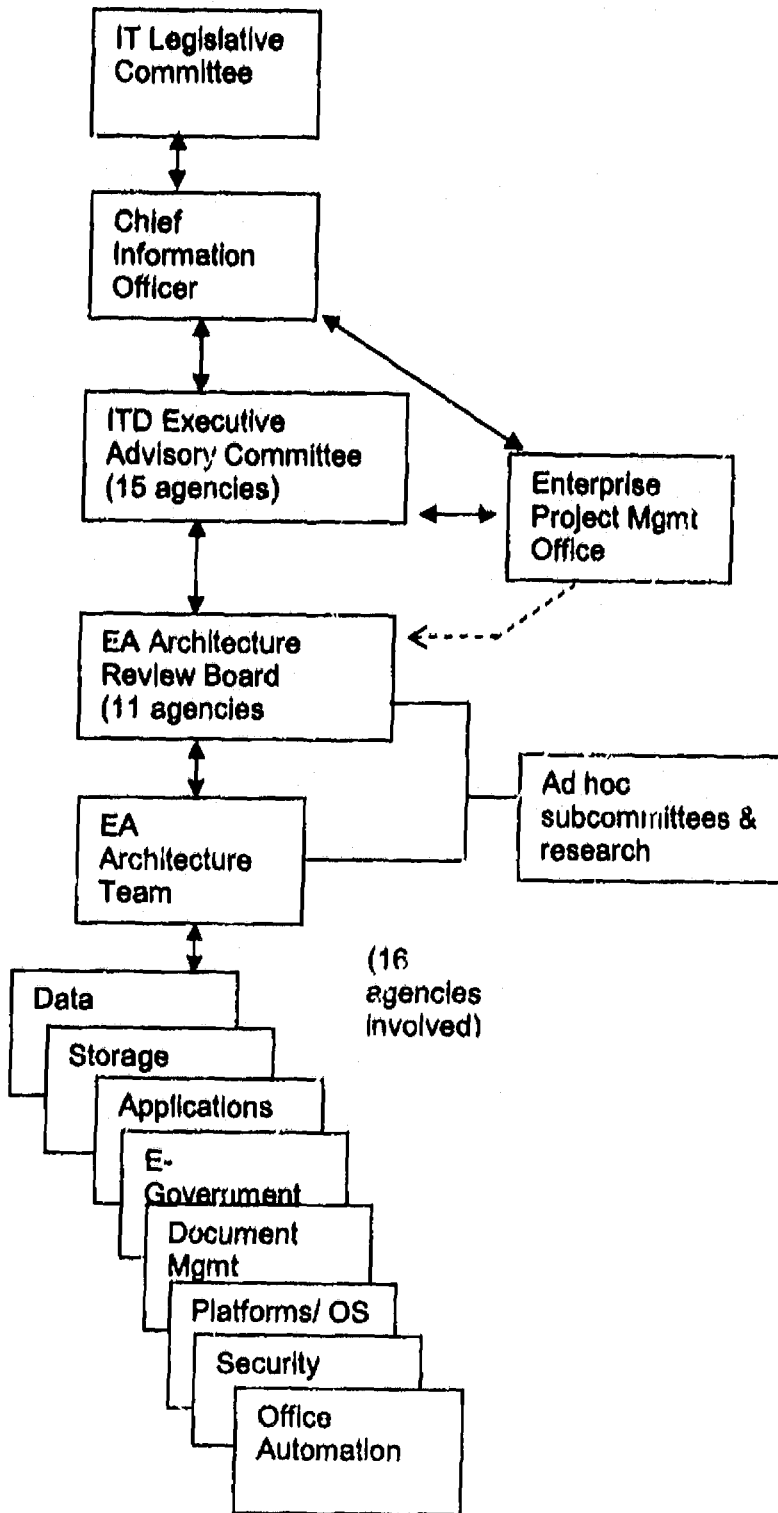 IT Legislative
Committee
Chief
Information
Officer
ITD Executive
Advisory Committee
(15 agencies)
Enterprise
Project Mgmt
Office
EA Architecture
Review Board
(11 agencies
Ad hoc
subcommittees &
research
EA
Architecture
Team
(16
agencies
involved)
Data
Storage
Applications
E-
Government
Document
Mgmt
Platforms/ OS
Security
Office
Automation